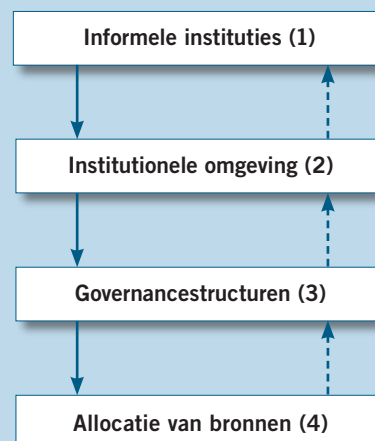 Informele instituties (1)
Institutionele omgeving (2)
Governancestructuren (3)
Allocatie van bronnen (4)